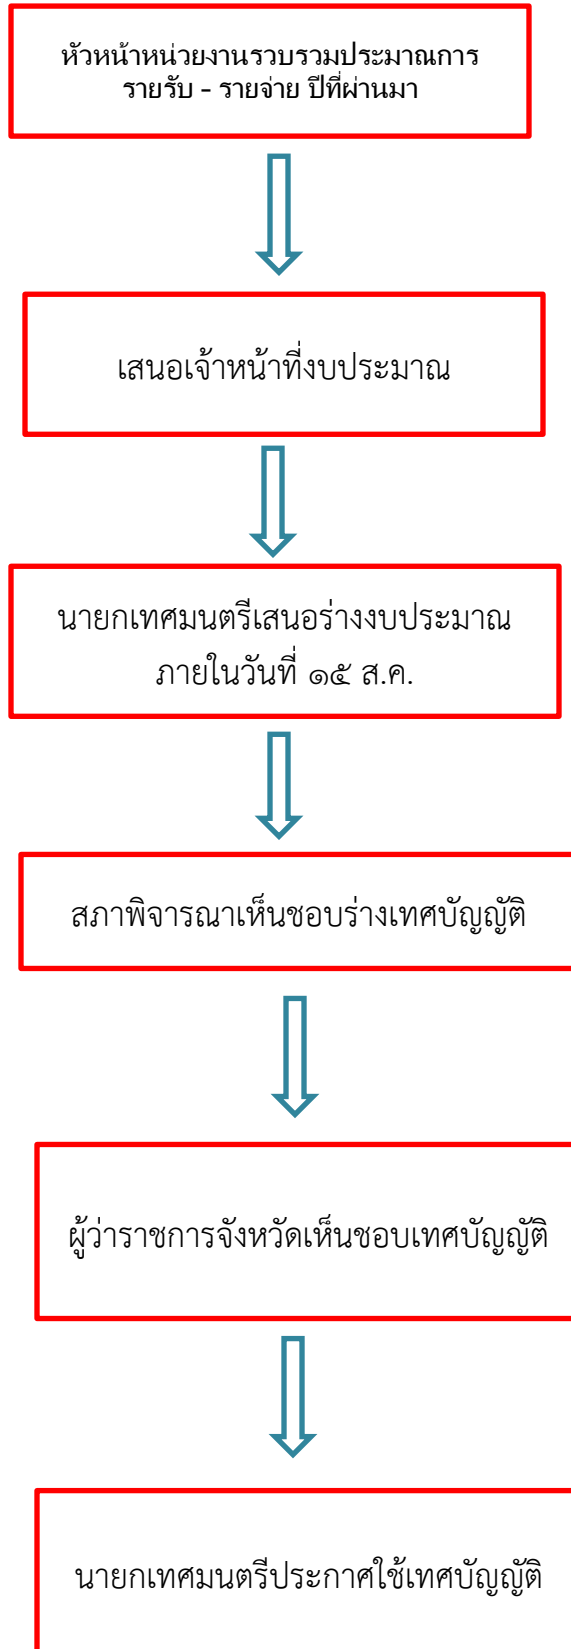 หัวหน้าหน่วยงานรวบรวมประมาณการ
รายรับ - รายจ่าย ปีที่ผ่านมา
เสนอเจ้าหน้าที่งบประมาณ
นายกเทศมนตรีเสนอร่างงบประมาณ
ภายในวันที่ ๑๕ ส.ค.
สภาพิจารณาเห็นชอบร่างเทศบัญญัติ
ผู้ว่าราชการจังหวัดเห็นชอบเทศบัญญัติ
นายกเทศมนตรีประกาศใช้เทศบัญญัติ